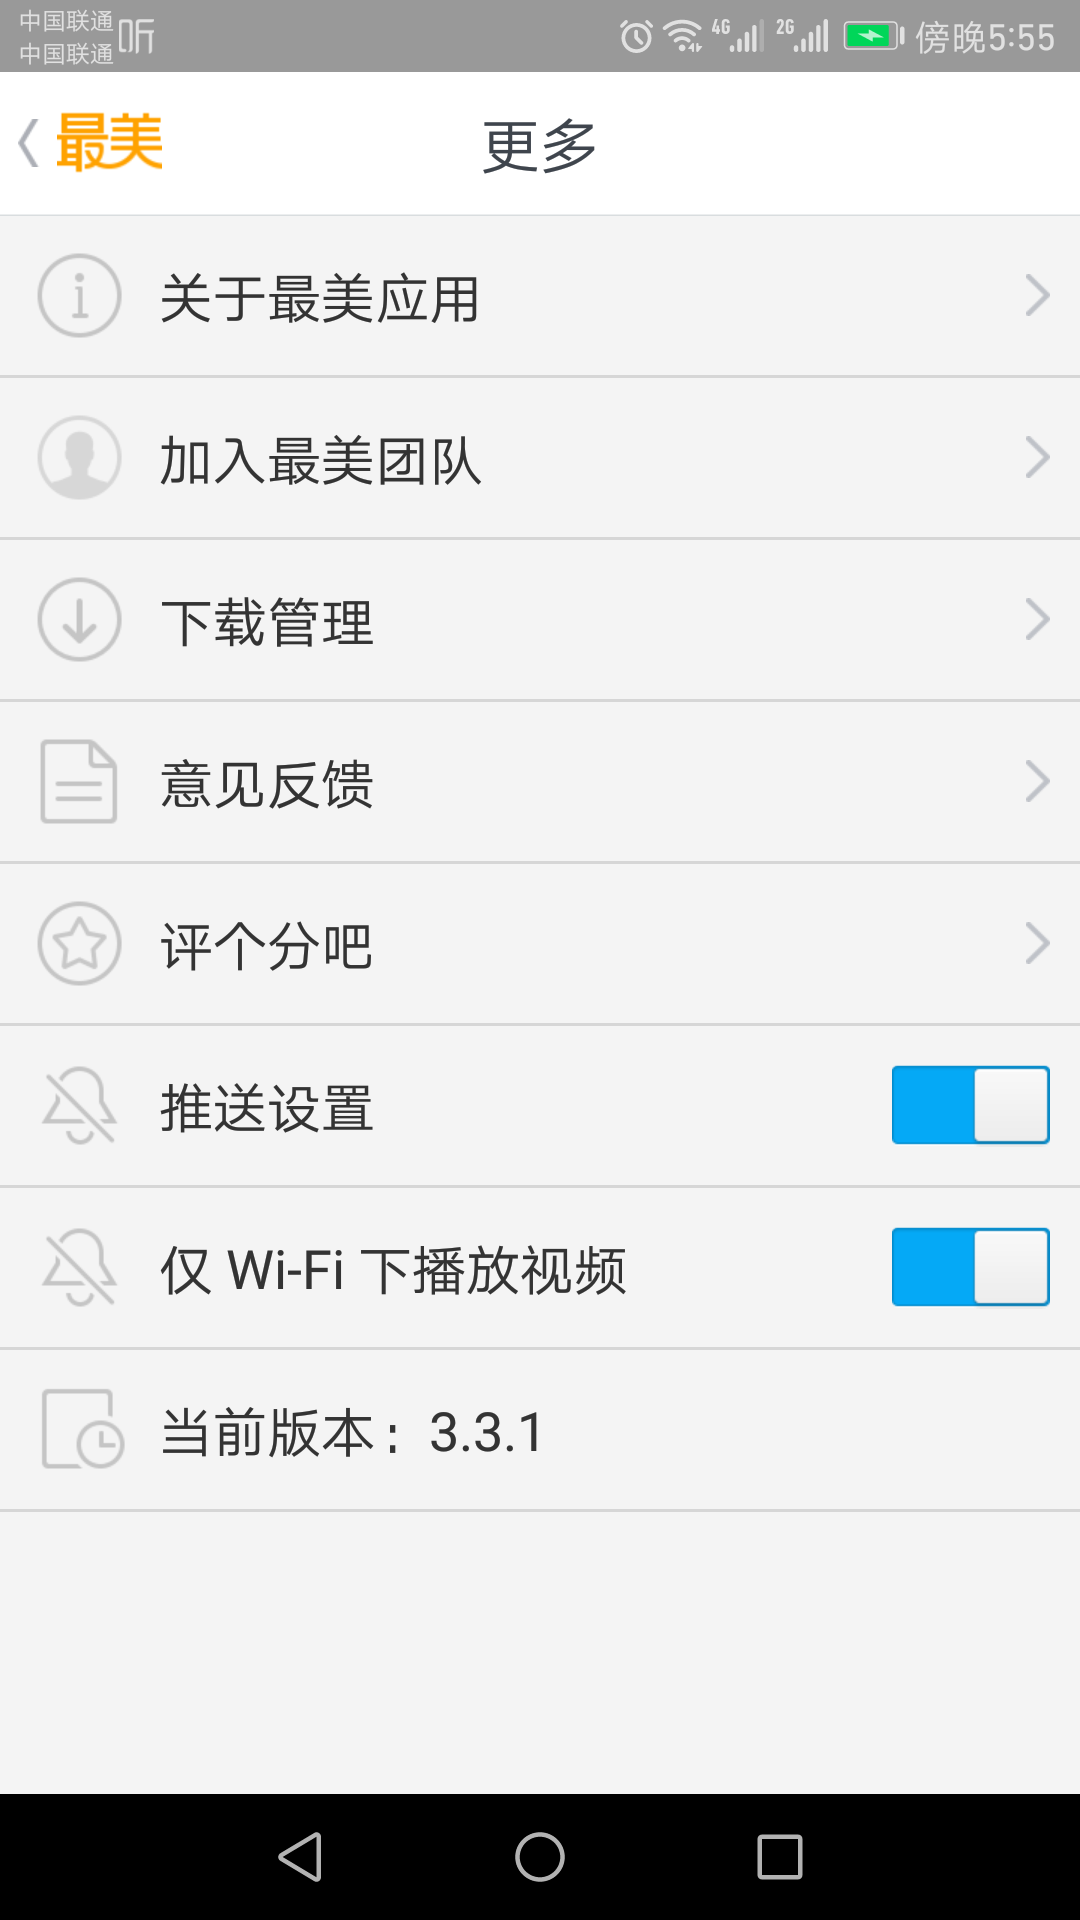 中国联通
中国联通
听
4G
2G
傍晚5:55
最美
更多
关于最美应用
加入最美团队
下载管理
意见反馈
评个分吧
推送设置
仅 Wi-Fi 下播放视频
当前版本：3.3.1